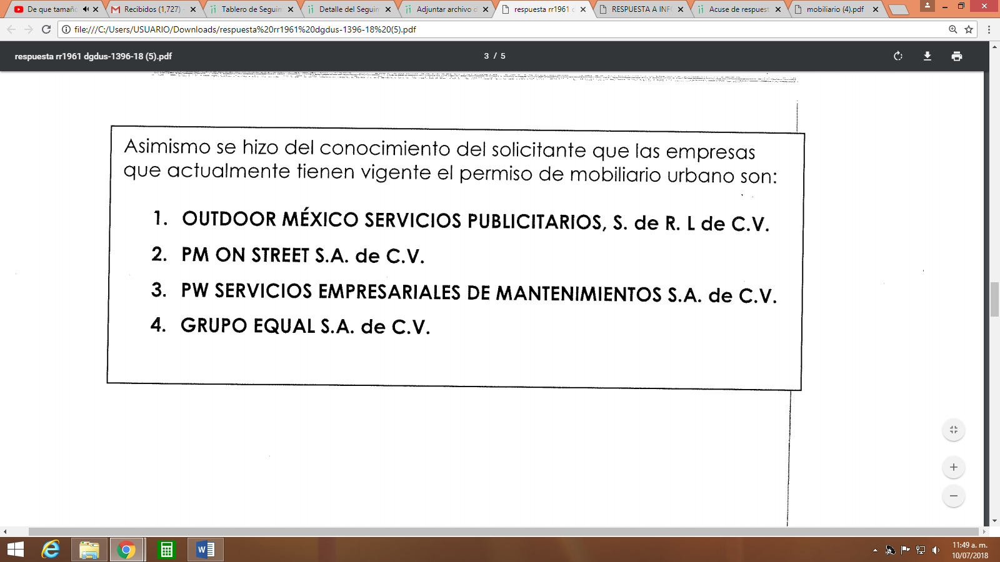 De que tamañ
Recibidos (1,727) -
Tablero de Seguim
Detalle del Seguim
Adjuntar archivo d
respuesta rr1961 d
RESPUESTA A INF
Acuse de respuest
mobiliario (4).pdf
file:///C:/Users/USUARIO/Downloads/respuesta%20rr1961%20dgdus-1396-18%20(5).pdf
respuesta rr1961 dgdus-1396-18 (5).pdf
3 / 5
Asimismo se hizo del conocimiento del solicitante que las empresas
que actualmente tienen vigente el permiso de mobiliario urbano son:
1. OUTDOOR MÉXICO SERVICIOS PUBLICITARIOS, S. de R. L de C.V.
2. PM ON STREET S.A. de C.V.
3. PW SERVICIOS EMPRESARIALES DE MANTENIMIENTOS S.A. de C.V.
4. GRUPO EQUAL S.A. de C.V.
11:49 a. m.
10/07/2018